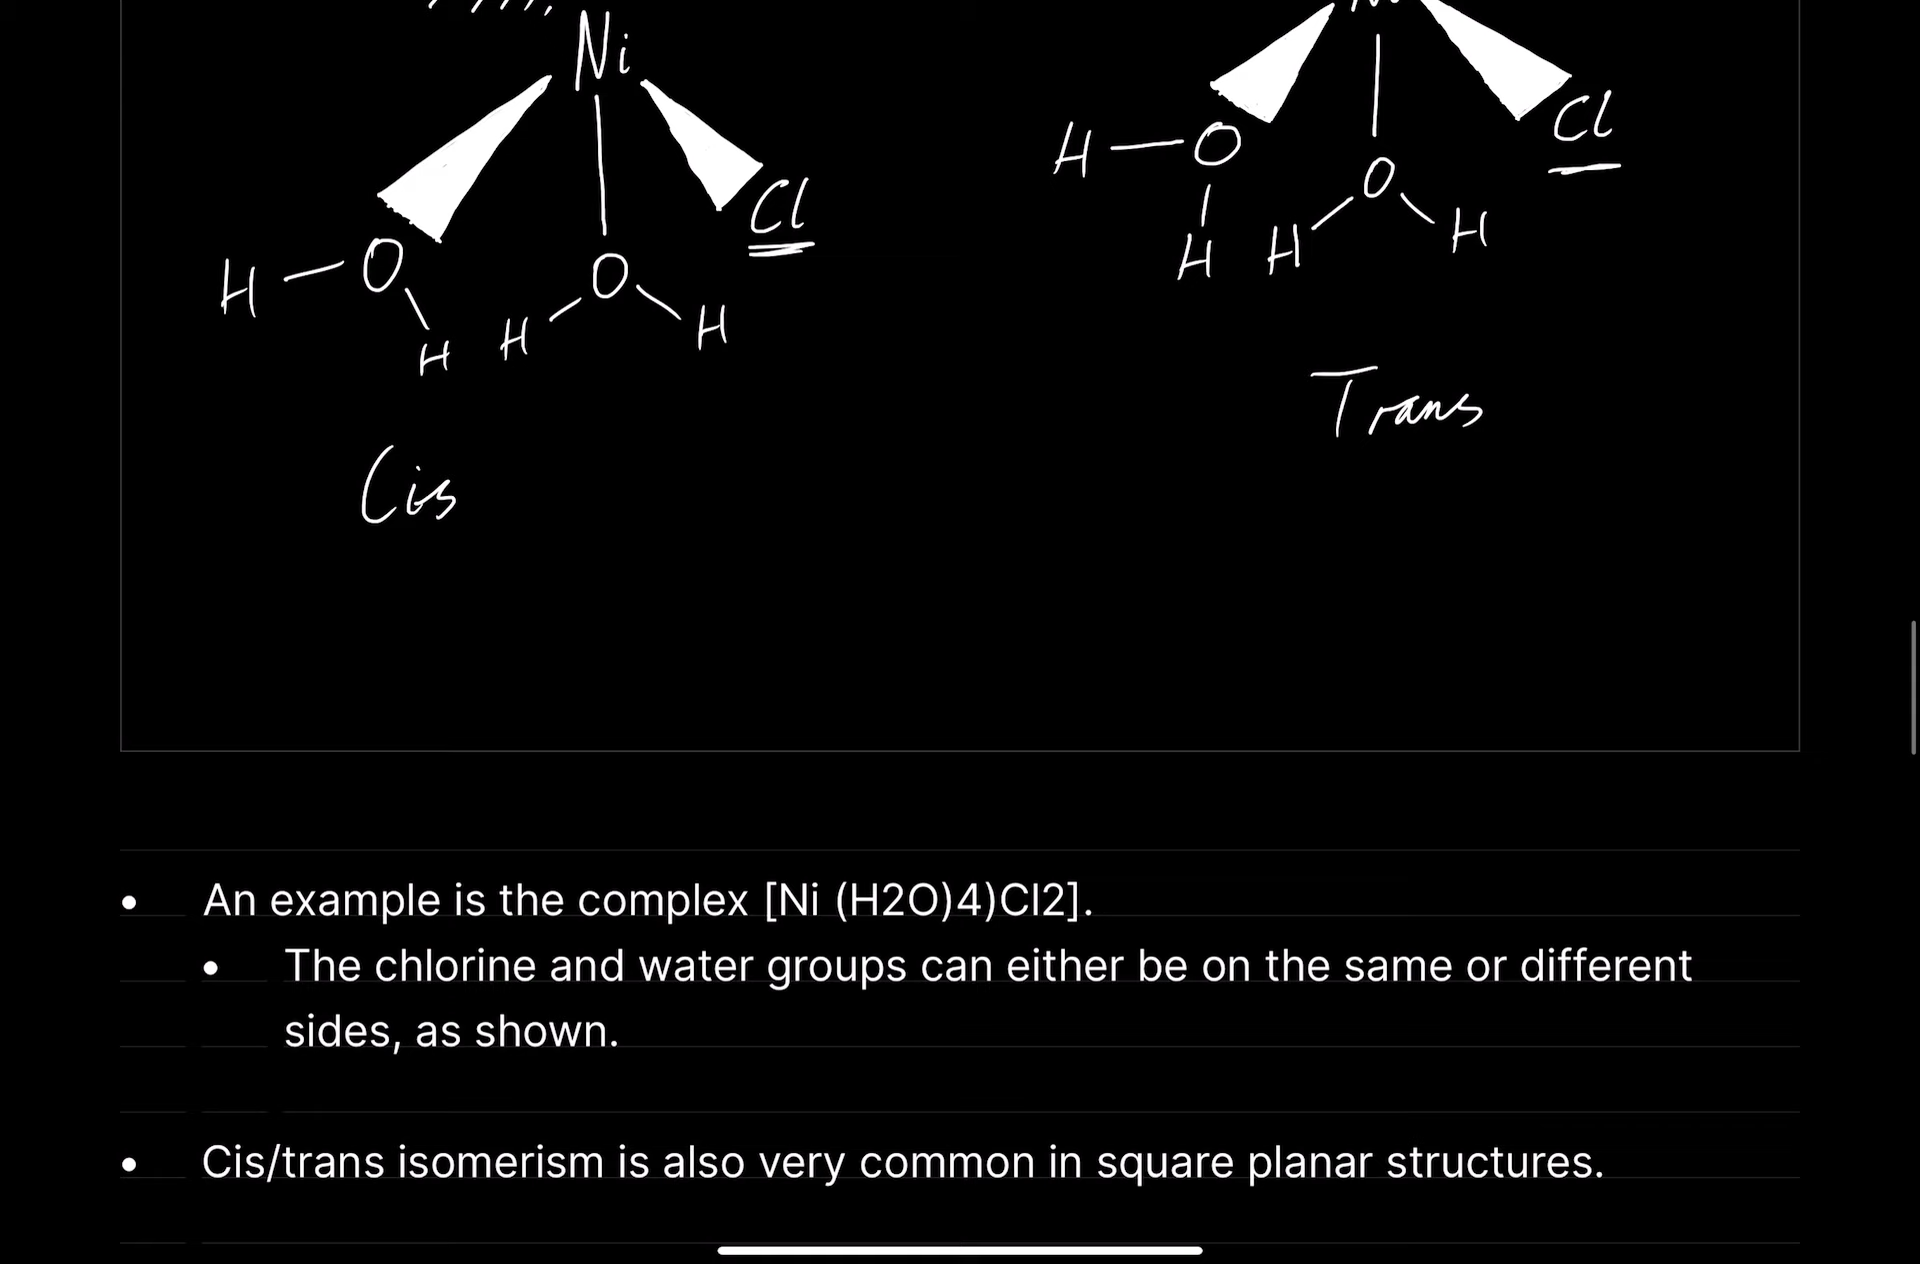 Ni
Cl
H O
O
Cl
H O
O
H H H
H H H
Trans
Cis
An example is the complex [Ni (H2O)4)Cl2].
The chlorine and water groups can either be on the same or different
sides, as shown.
Cis/trans isomerism is also very common in square planar structures.